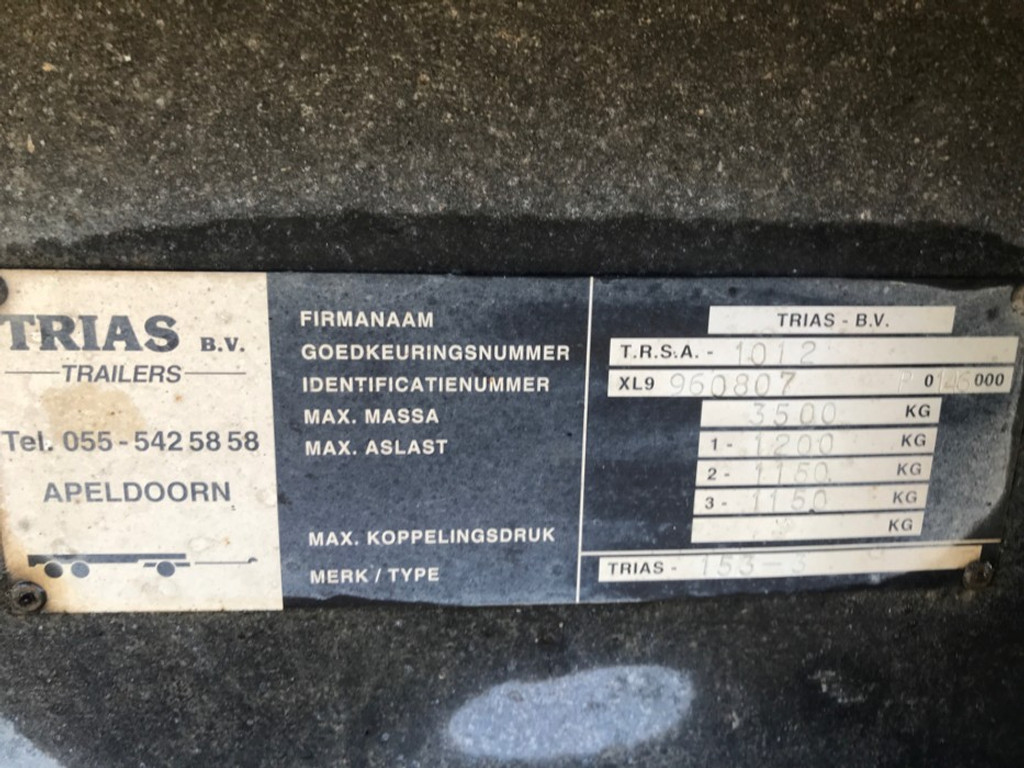 TRIAS B.V.
TRAILERS
Tel. 055 - 542 58 58
APELDOORN
FIRMANAAM TRIAS - B.V.
GOEDKEURINGSNUMMER T.R.S.A. - 1012
IDENTIFICATIENUMMER XL9 960807 0 000
MAX. MASSA 3500 KG
MAX. ASLAST 1 - 1200 KG
2 - 1150 KG
3 - 1150 KG
MAX. KOPPELINGSDRUK KG
MERK / TYPE TRIAS - 153-3